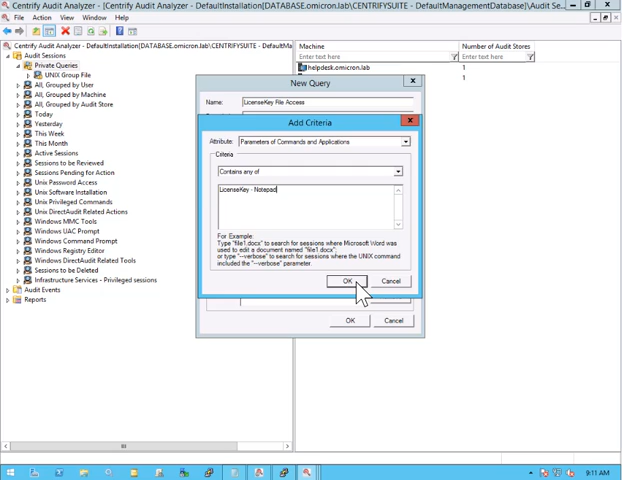 Centrify Audit Analyzer - [Centrify Audit Analyzer - DefaultInstallation[DATABASE.omicron.lab\CENTRIFYSUITE - DefaultManagementDatabase]\Audit Se...
File Action View Window Help
Centrify Audit Analyzer - DefaultInstallation[DATABASE.omicron.lab\CENTRIFYSUITE - DefaultMa
Audit Sessions
Private Queries
UNIX Group File
All, Grouped by User
All, Grouped by Machine
All, Grouped by Audit Store
Today
Yesterday
This Week
This Month
Active Sessions
Sessions to be Reviewed
Sessions Pending for Action
Unix Password Access
Unix Software Installation
Unix Privileged Commands
Unix DirectAudit Related Actions
Windows MMC Tools
Windows UAC Prompt
Windows Command Prompt
Windows Registry Editor
Windows DirectAudit Related Tools
Sessions to be Deleted
Infrastructure Services - Privileged sessions
Audit Events
Reports
Machine Number of Audit Stores
Enter text here Enter text here
helpdesk.omicron.lab 1
1
New Query
Name: LicenseKey File Access
Add Criteria
Attribute: Parameters of Commands and Applications
Criteria
Contains any of
LicenseKey - Notepad
For Example:
Type "file1.docx" to search for sessions where Microsoft Word was
used to edit a document named "file1.docx";
or type "--verbose" to search for sessions where the UNIX command
included the "--verbose" parameter.
OK Cancel
OK Cancel
9:11 AM